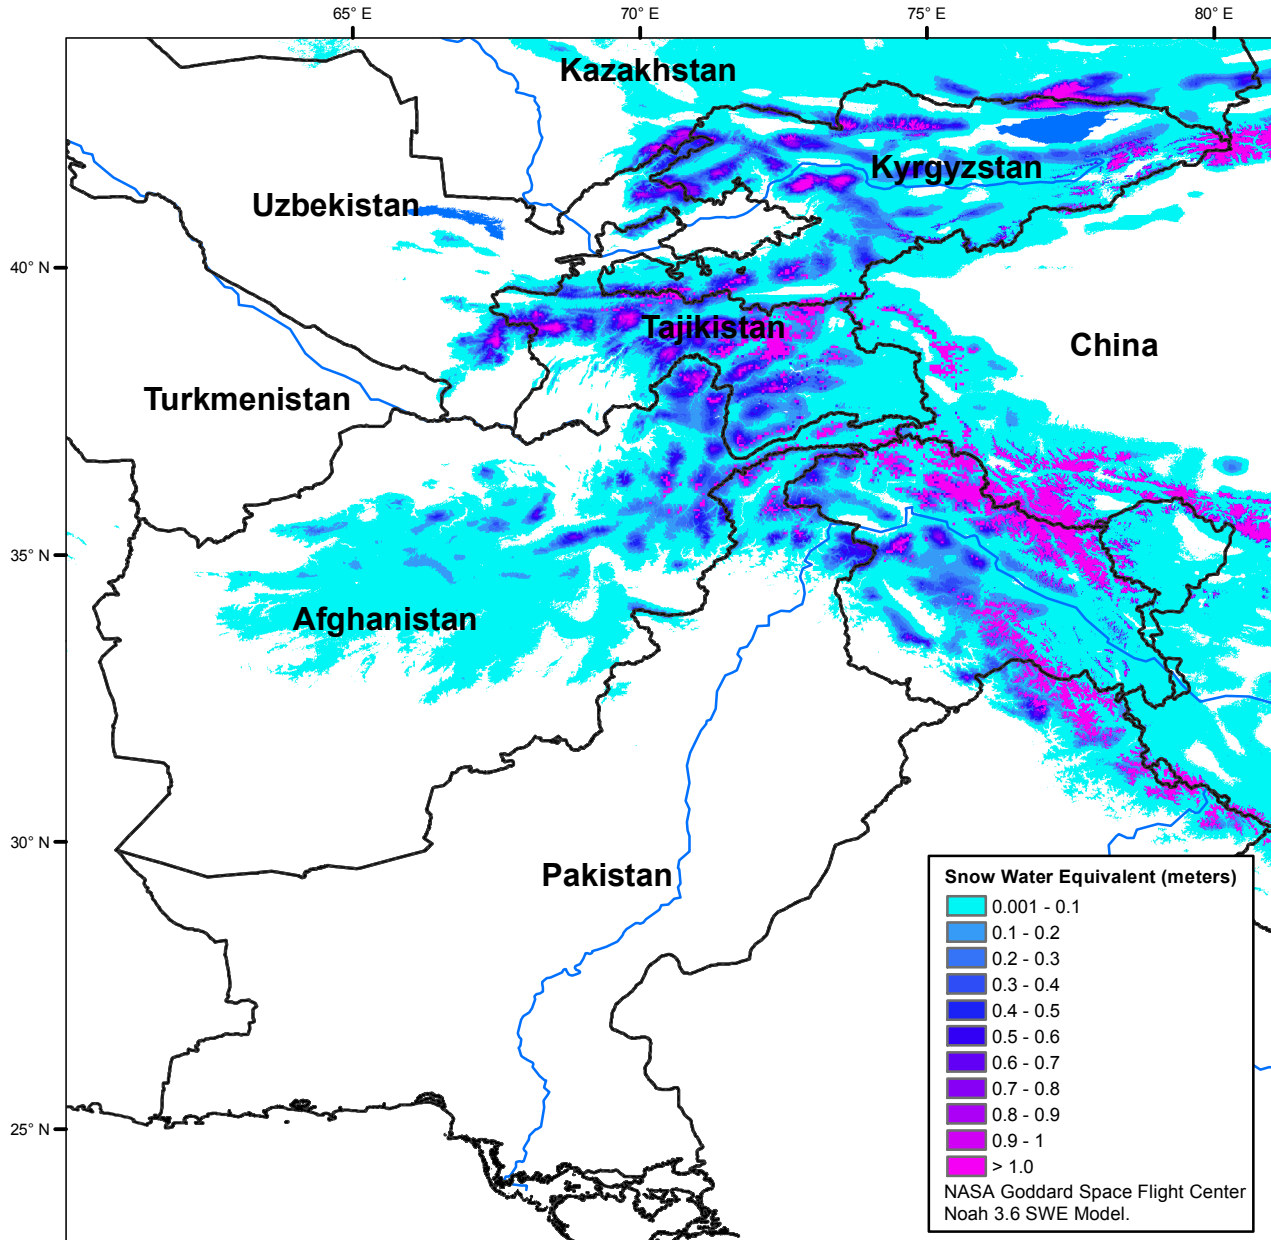 65° E
70° E
75° E
80° E
Kazakhstan
Kyrgyzstan
Uzbekistan
40° N
Tajikistan
China
Turkmenistan
35° N
Afghanistan
30° N
Pakistan
25° N
Snow Water Equivalent (meters)
0.001 - 0.1
0.1 - 0.2
0.2 - 0.3
0.3 - 0.4
0.4 - 0.5
0.5 - 0.6
0.6 - 0.7
0.7 - 0.8
0.8 - 0.9
0.9 - 1
> 1.0
NASA Goddard Space Flight Center
Noah 3.6 SWE Model.